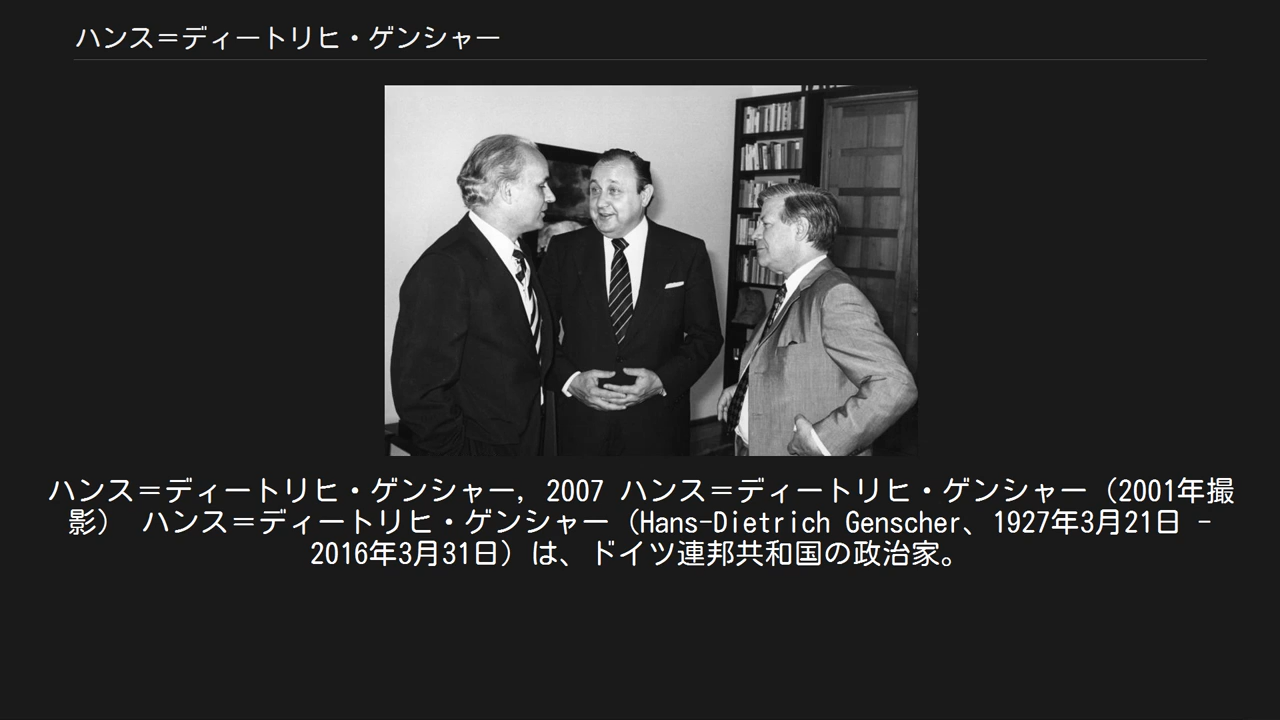 ハンス＝ディートリヒ・ゲンシャー
ハンス＝ディートリヒ・ゲンシャー, 2007 ハンス＝ディートリヒ・ゲンシャー（2001年撮
影） ハンス＝ディートリヒ・ゲンシャー（Hans-Dietrich Genscher、1927年3月21日 -
2016年3月31日）は、ドイツ連邦共和国の政治家。